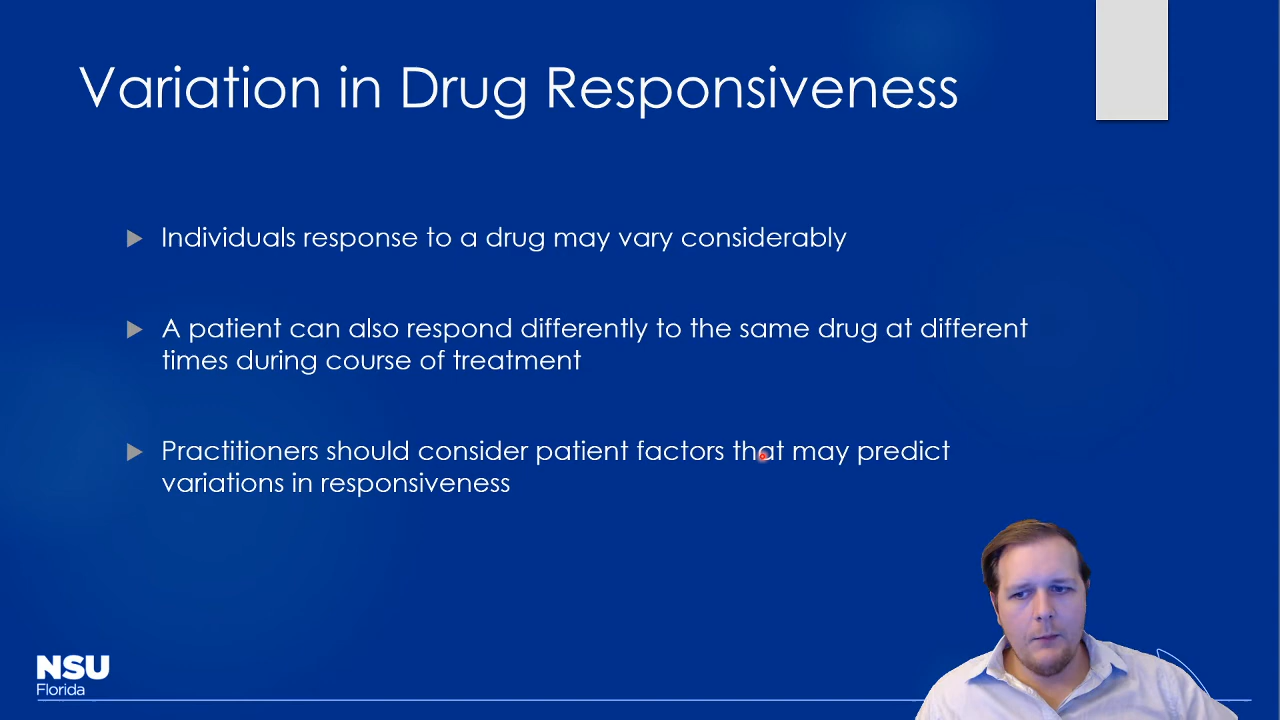 Variation in Drug Responsiveness
Individuals response to a drug may vary considerably
A patient can also respond differently to the same drug at different
times during course of treatment
Practitioners should consider patient factors that may predict
variations in responsiveness
NSU
Florida